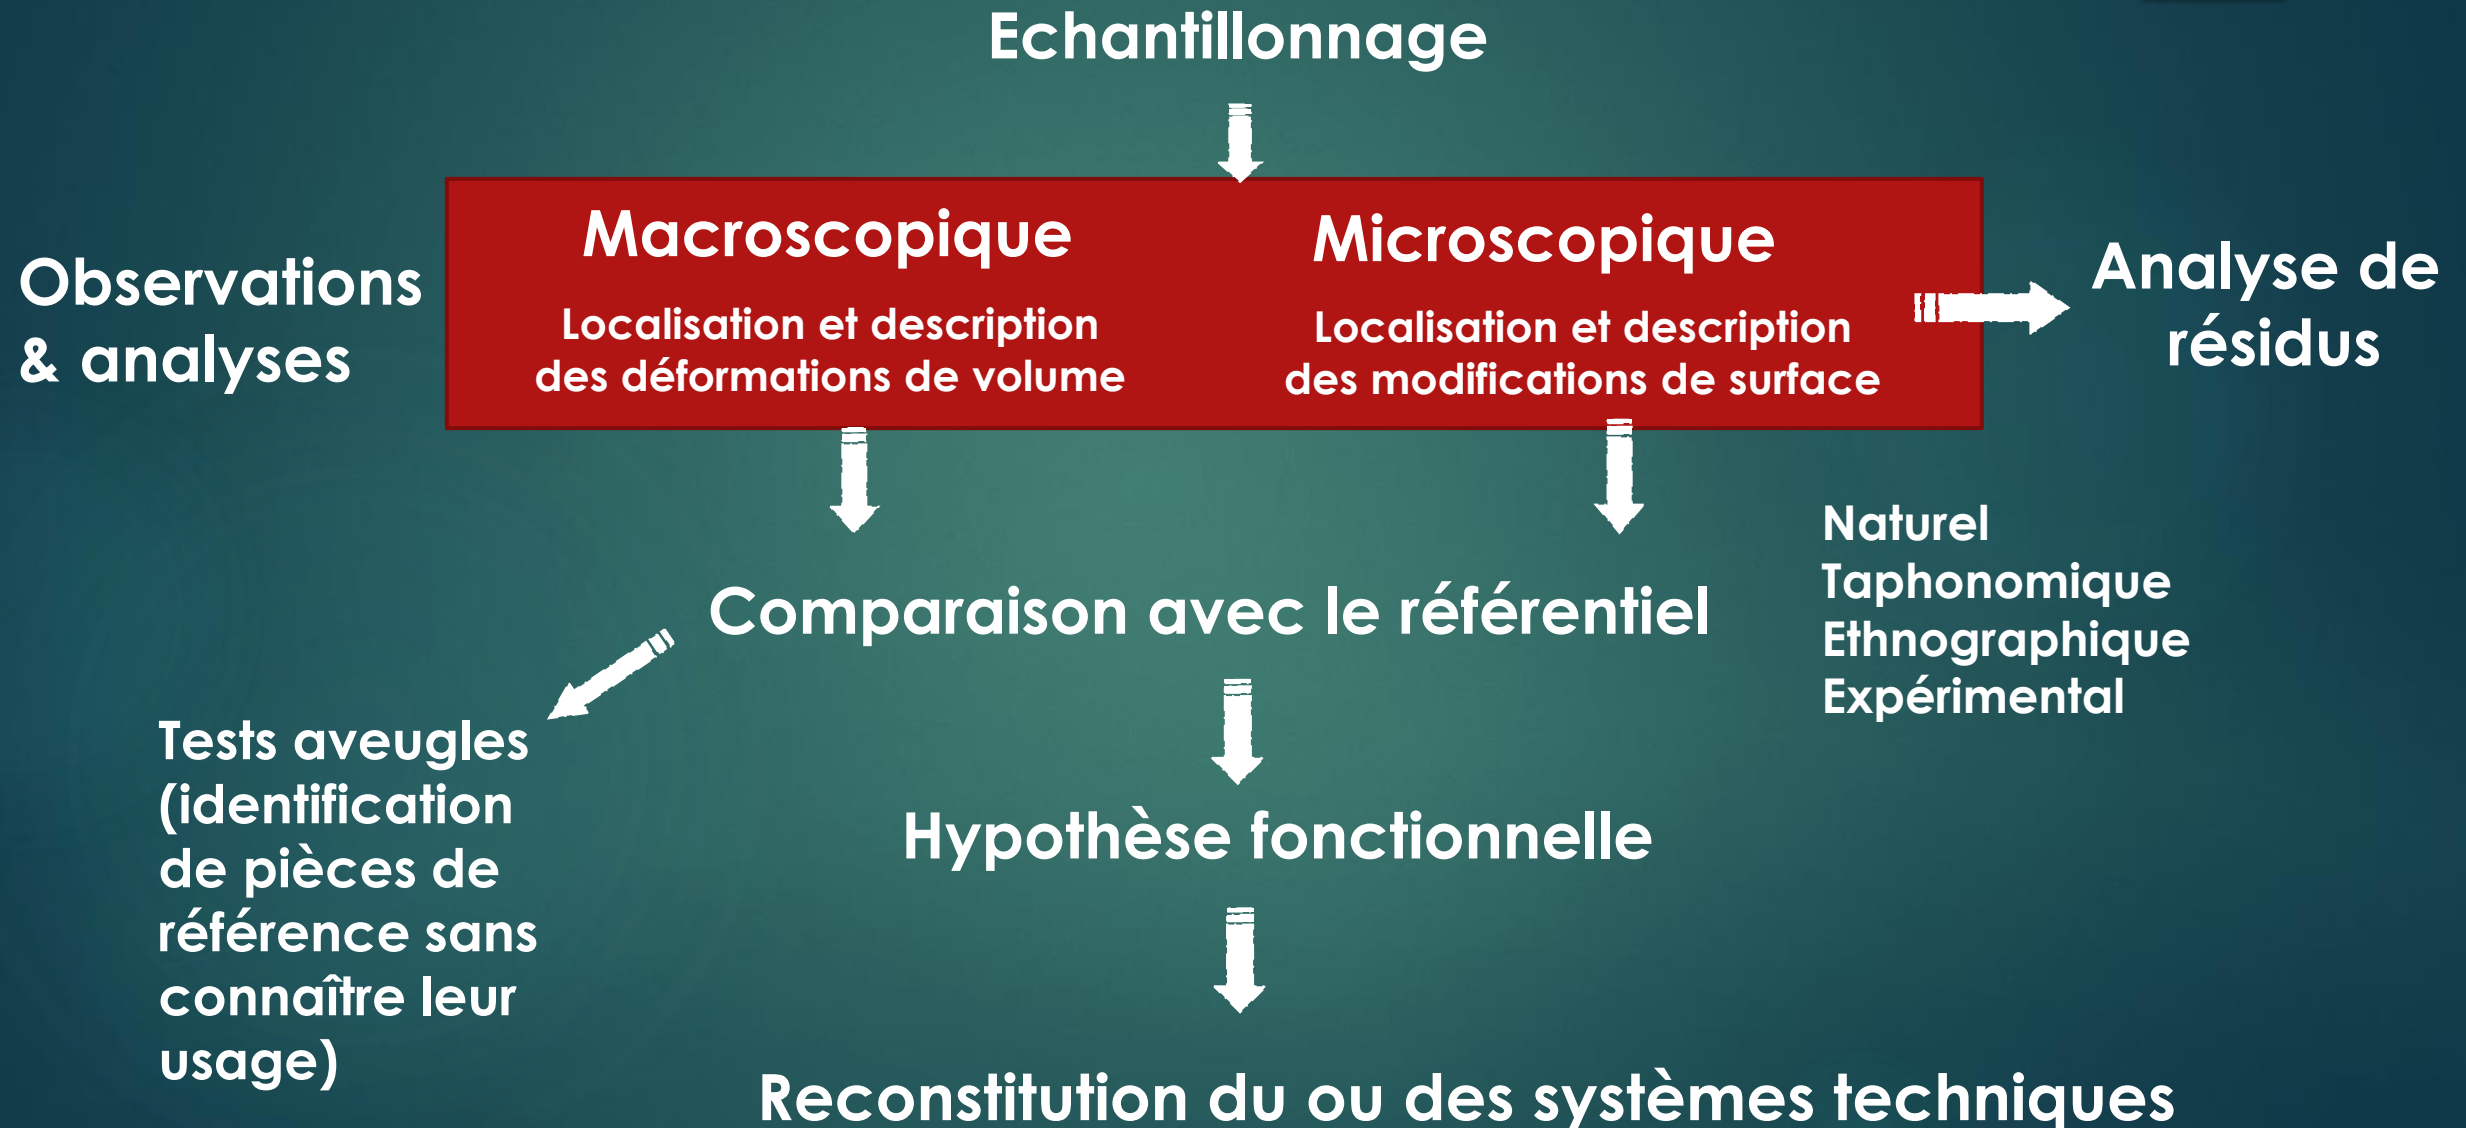 Echantillonnage
Observations
& analyses
Macroscopique
Localisation et description
des déformations de volume
Microscopique
Localisation et description
des modifications de surface
Analyse de
résidus
Comparaison avec le référentiel
Naturel
Taphonomique
Ethnographique
Expérimental
Tests aveugles
(identification
de pièces de
référence sans
connaître leur
usage)
Hypothèse fonctionnelle
Reconstitution du ou des systèmes techniques